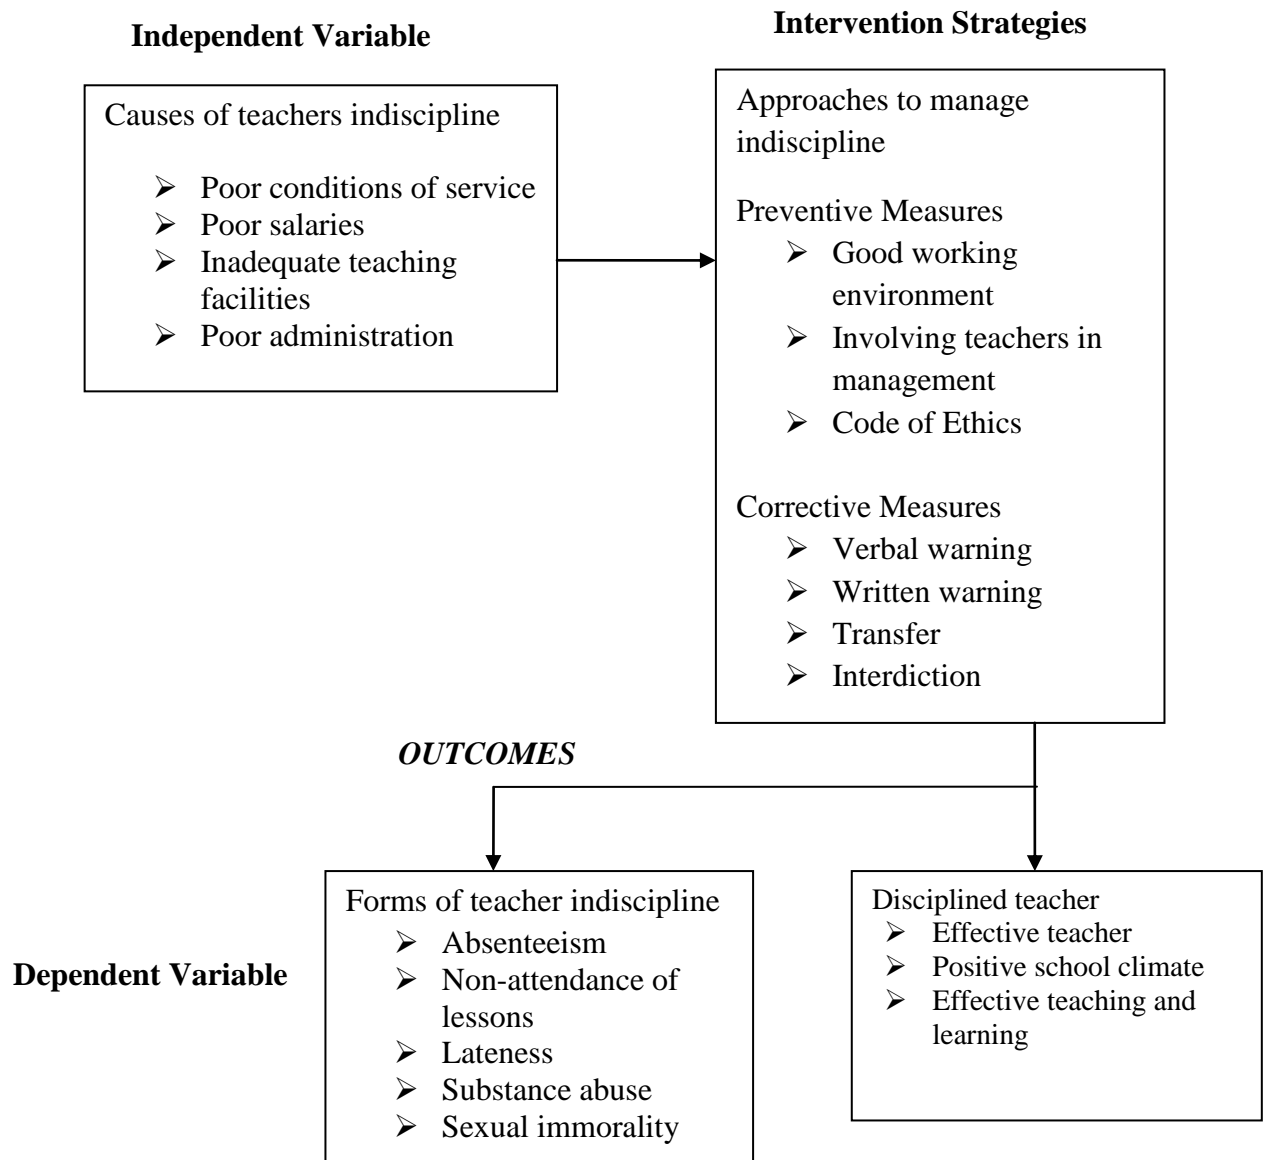 Independent Variable
Causes of teachers indiscipline
➢ Poor conditions of service
➢ Poor salaries
➢ Inadequate teaching
facilities
➢ Poor administration
Intervention Strategies
Approaches to manage
indiscipline
Preventive Measures
➢ Good working
environment
➢ Involving teachers in
management
➢ Code of Ethics
Corrective Measures
➢ Verbal warning
➢ Written warning
➢ Transfer
➢ Interdiction
OUTCOMES
Dependent Variable
Forms of teacher indiscipline
➢ Absenteeism
➢ Non-attendance of
lessons
➢ Lateness
➢ Substance abuse
➢ Sexual immorality
Disciplined teacher
➢ Effective teacher
➢ Positive school climate
➢ Effective teaching and
learning